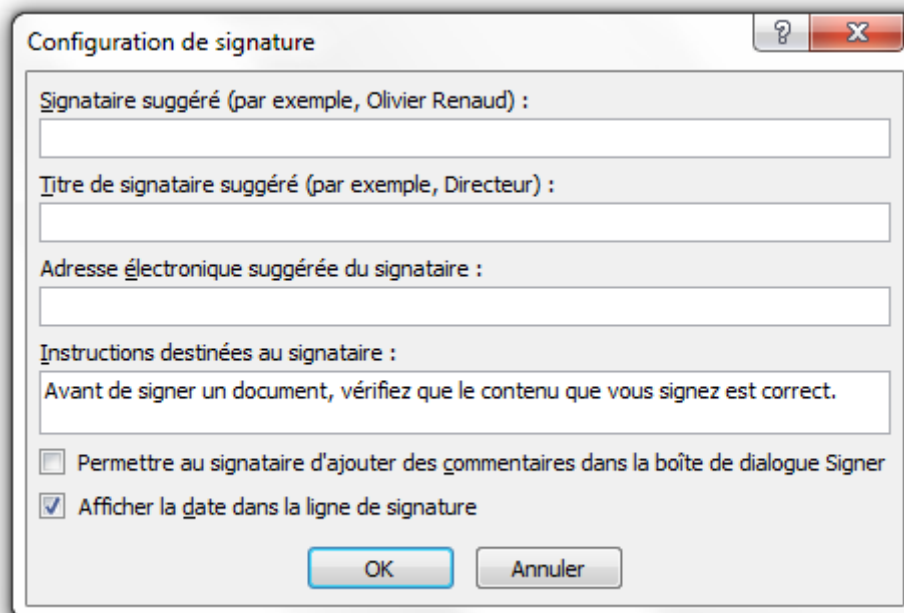 Configuration de signature
Signataire suggéré (par exemple, Olivier Renaud) :
Titre de signataire suggéré (par exemple, Directeur) :
Adresse électronique suggérée du signataire :
Instructions destinées au signataire :
Avant de signer un document, vérifiez que le contenu que vous signez est correct.
Permettre au signataire d'ajouter des commentaires dans la boîte de dialogue Signer
Afficher la date dans la ligne de signature
OK Annuler